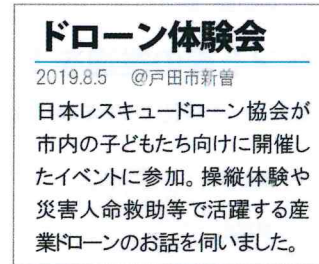 ドローン体験会
2019.8.5　@戸田市新曽
日本レスキュードローン協会が
市内の子どもたち向けに開催し
たイベントに参加。操縦体験や
災害人命救助等で活躍する産
業ドローンのお話を伺いました。